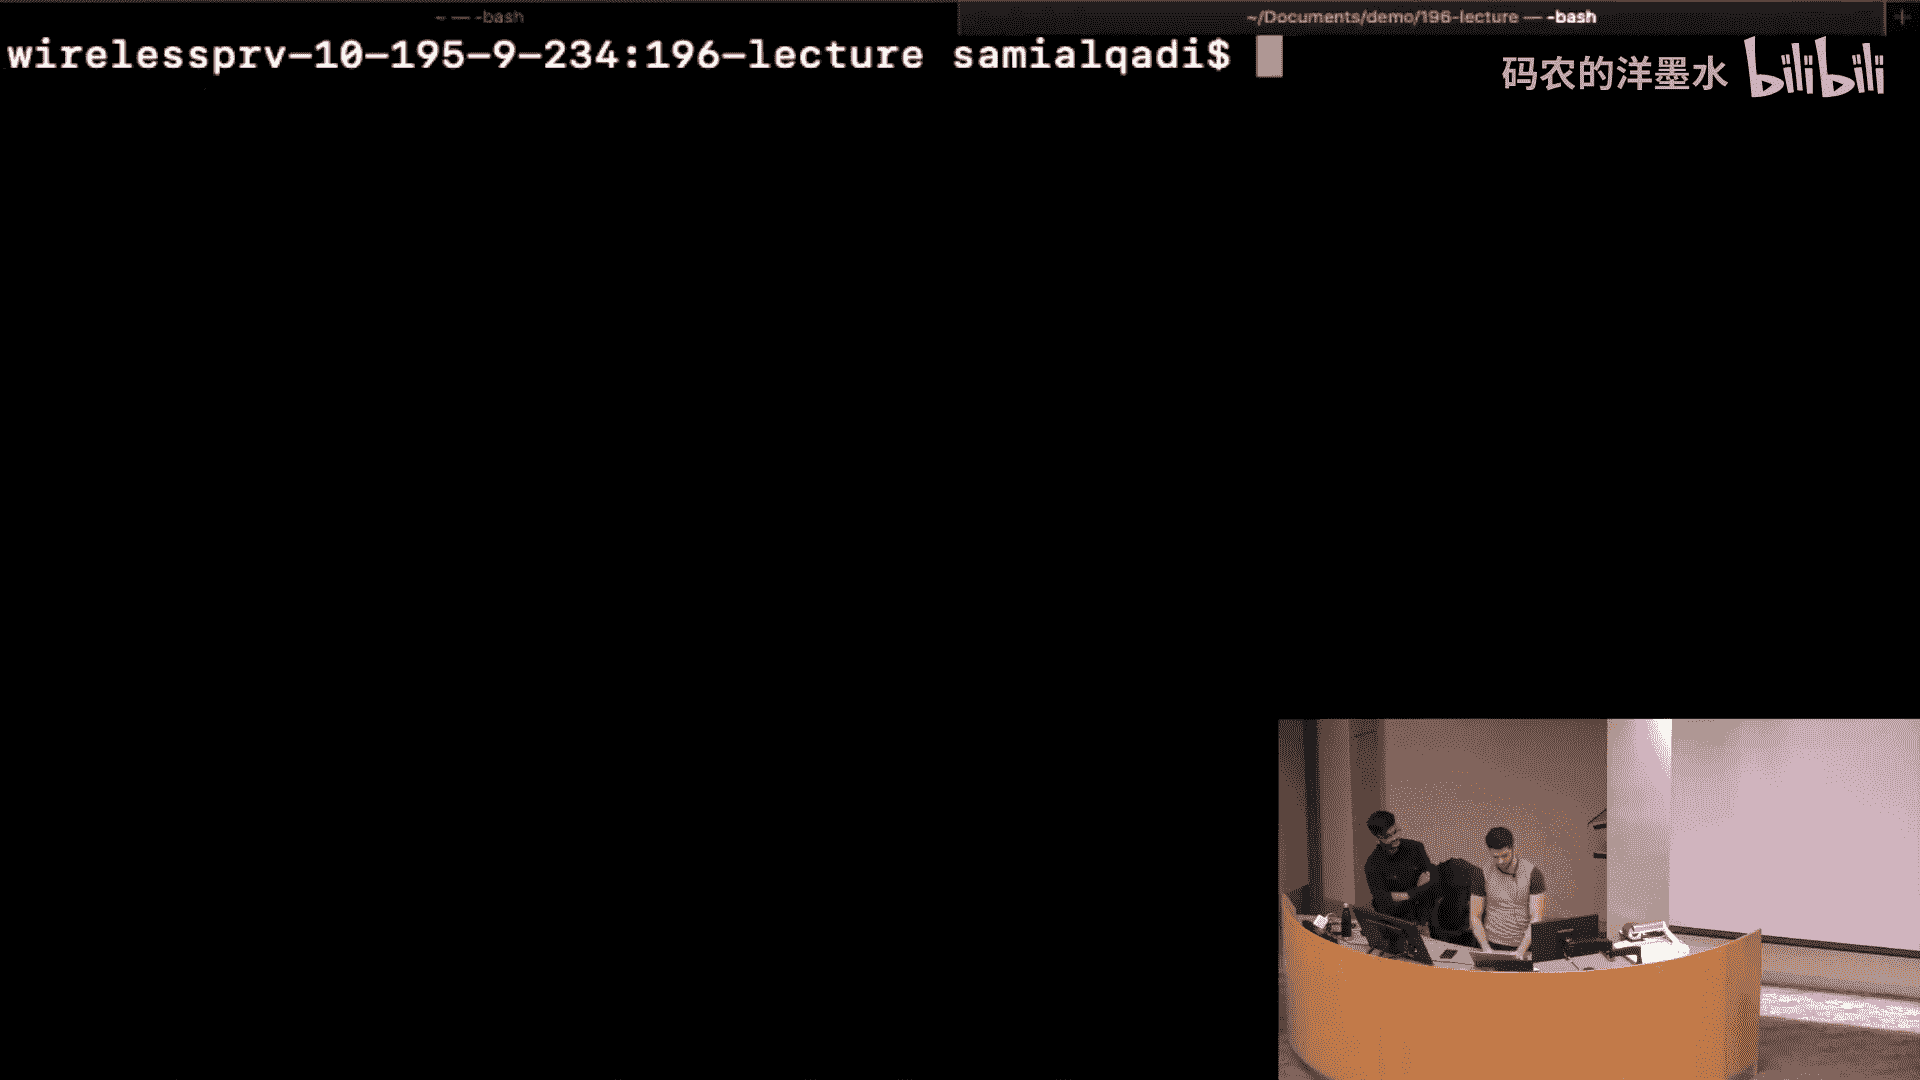 ~ — -bash
~/Documents/demo/196-lecture — -bash
+
wirelessprv-10-195-9-234:196-lecture samialqadi$
码农的洋墨水 bilibili